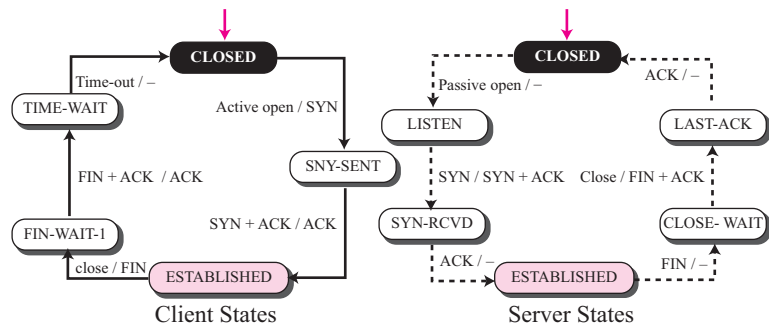 CLOSED
Time-out / –
TIME-WAIT
Active open / SYN
SNY-SENT
FIN + ACK / ACK
SYN + ACK / ACK
FIN-WAIT-1
close / FIN
ESTABLISHED
Client States
CLOSED
Passive open / –
ACK / –
LISTEN
LAST-ACK
SYN / SYN + ACK
Close / FIN + ACK
SYN-RCVD
CLOSE- WAIT
ACK / –
ESTABLISHED
FIN / –
Server States